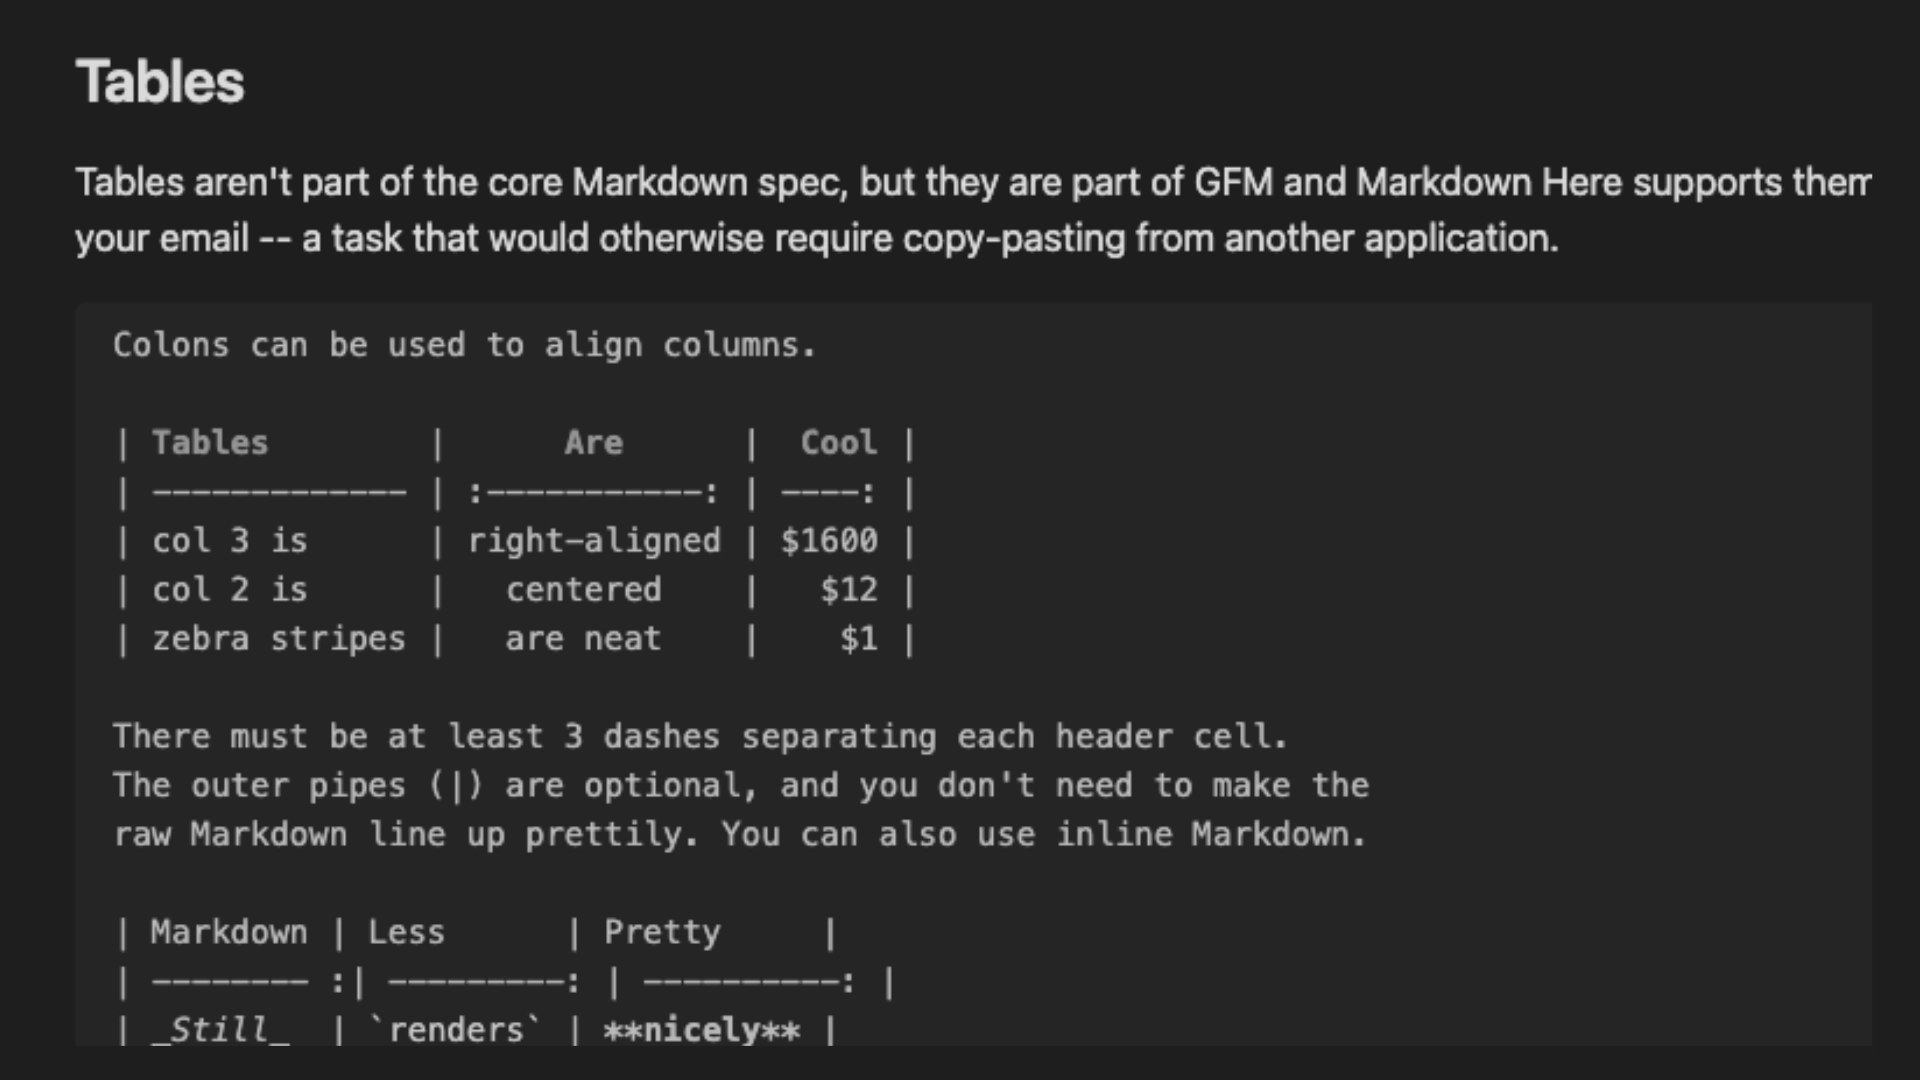 Tables
Tables aren't part of the core Markdown spec, but they are part of GFM and Markdown Here supports
your email -- a task that would otherwise require copy-pasting from another application.
Colons can be used to align columns.
| Tables        |      Are      |  Cool |
| ------------- | :-----------: | ----: |
| col 3 is      | right-aligned | $1600 |
| col 2 is      |   centered    |   $12 |
| zebra stripes |   are neat    |    $1 |
There must be at least 3 dashes separating each header cell.
The outer pipes (|) are optional, and you don't need to make the
raw Markdown line up prettily. You can also use inline Markdown.
| Markdown | Less      | Pretty     |
| -------- :| ---------: | ----------: |
| _Still_  | `renders` | **nicely** |